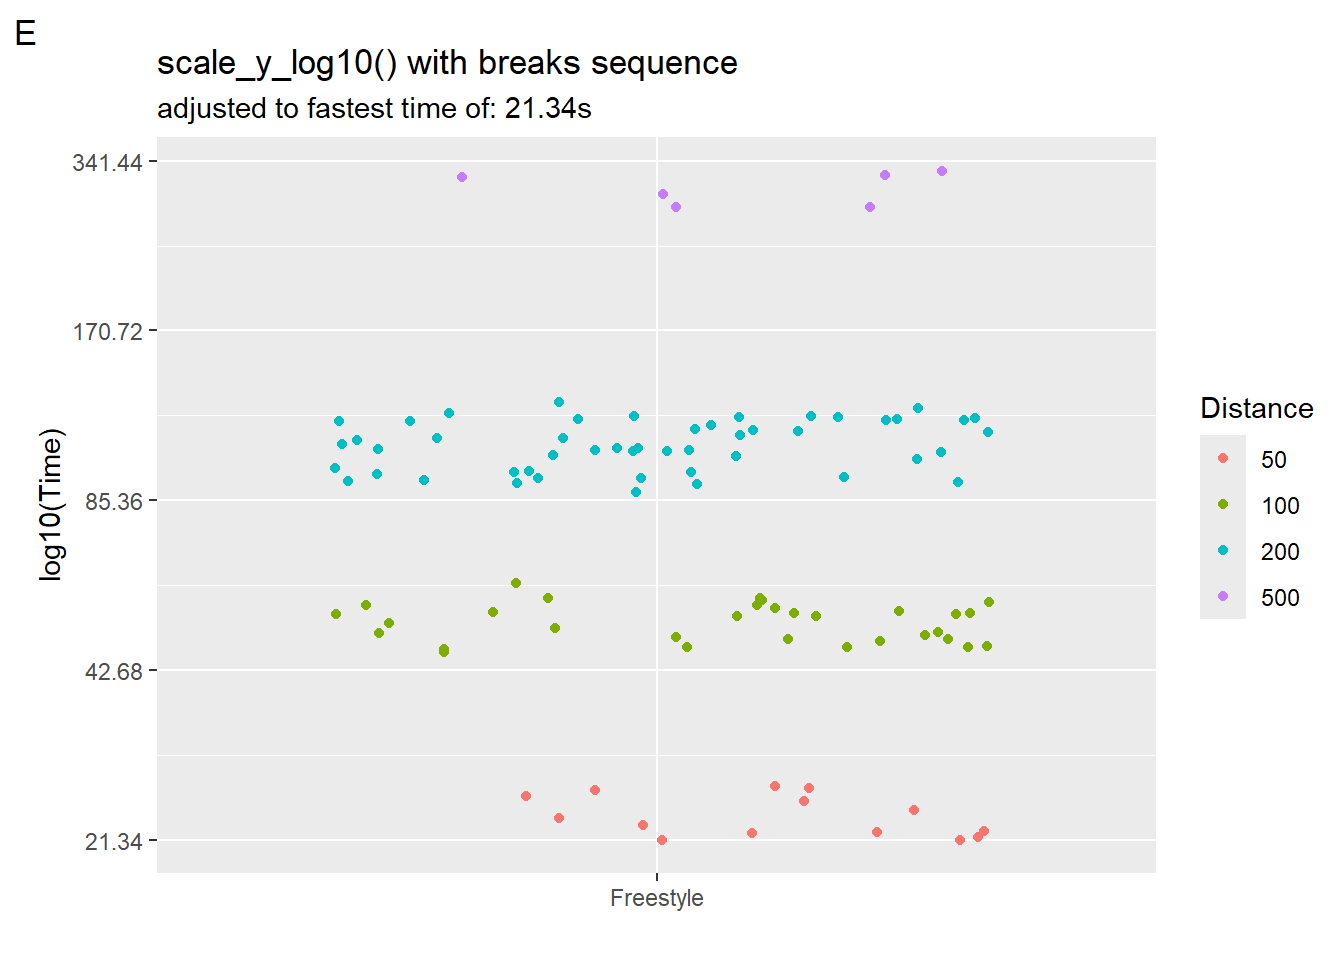 E
scale_y_log10() with breaks sequence
adjusted to fastest time of: 21.34s
341.44
170.72
85.36
42.68
21.34
log10(Time)
Freestyle
Distance
50
100
200
500